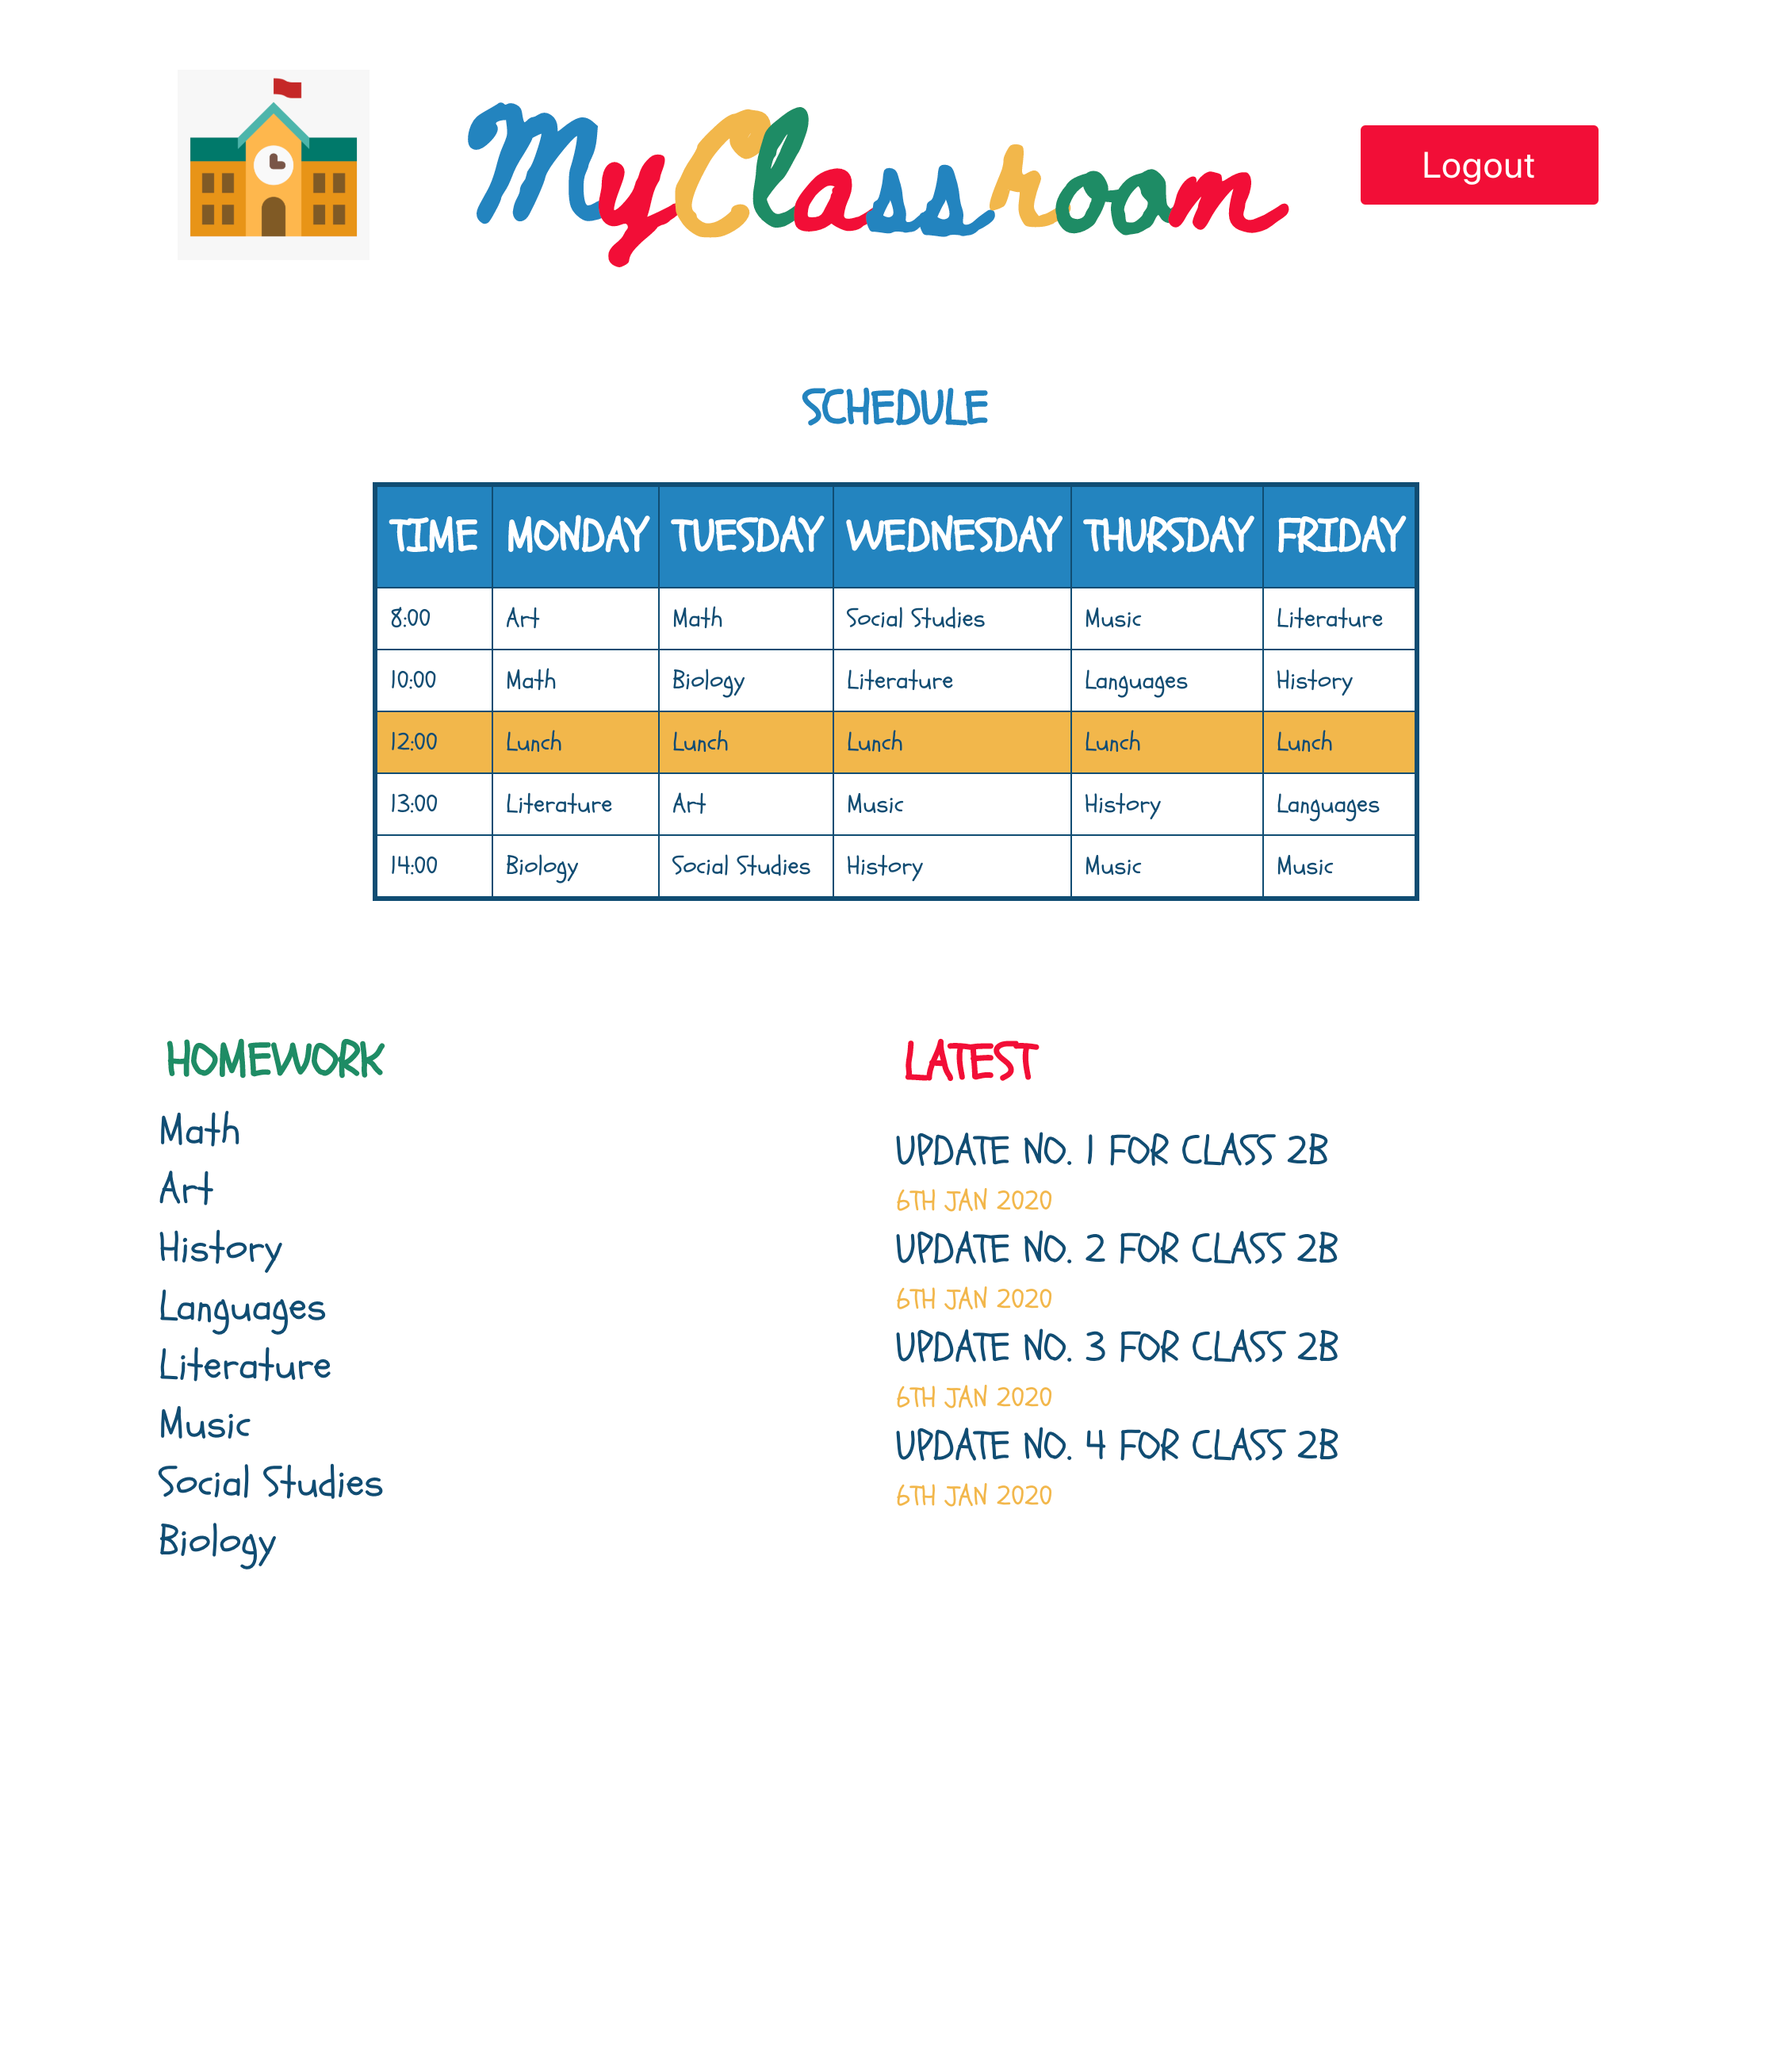 MyClassroom
Logout
SCHEDULE
TIME MONDAY TUESDAY WEDNESDAY THURSDAY FRIDAY
8:00 Art Math Social Studies Music Literature
10:00 Math Biology Literature Languages History
12:00 Lunch Lunch Lunch Lunch Lunch
13:00 Literature Art Music History Languages
14:00 Biology Social Studies History Music Music
HOMEWORK
Math
Art
History
Languages
Literature
Music
Social Studies
Biology
LATEST
UPDATE NO. 1 FOR CLASS 2B
6TH JAN 2020
UPDATE NO. 2 FOR CLASS 2B
6TH JAN 2020
UPDATE NO. 3 FOR CLASS 2B
6TH JAN 2020
UPDATE NO. 4 FOR CLASS 2B
6TH JAN 2020